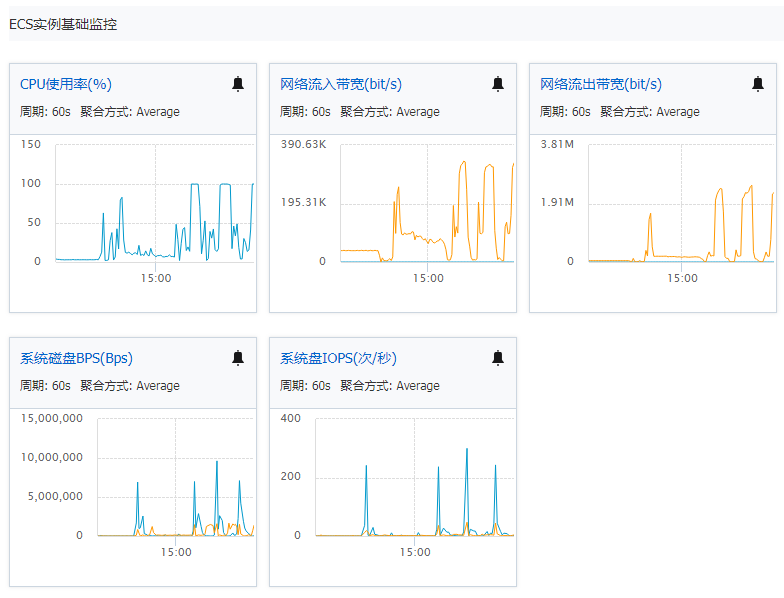 ECS实例基础监控
CPU使用率(%)
周期: 60s 聚合方式: Average
150
100
50
0
15:00
网络流入带宽(bit/s)
周期: 60s 聚合方式: Average
390.63K
195.31K
0
15:00
网络流出带宽(bit/s)
周期: 60s 聚合方式: Average
3.81M
1.91M
0
15:00
系统磁盘BPS(Bps)
周期: 60s 聚合方式: Average
15,000,000
10,000,000
5,000,000
0
15:00
系统盘IOPS(次/秒)
周期: 60s 聚合方式: Average
400
200
0
15:00